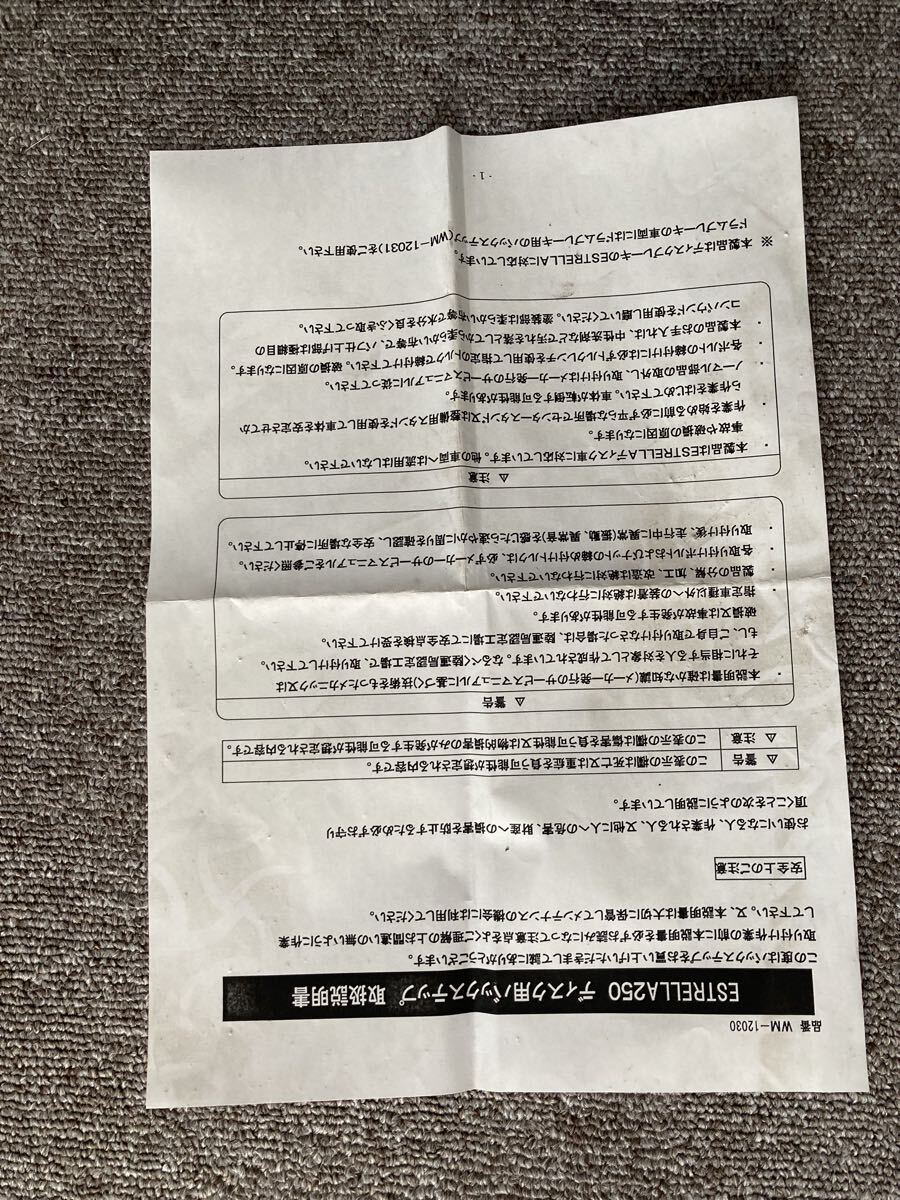 品番 WM-12030
ESTRELLA250 ディスク用バックステップ 取扱説明書
この度はバックステップをお買い上げいただきまして誠にありがとうございます。
取り付け作業の前に本説明書を必ずお読みになって注意点をよくご理解の上お間違いの無いように作業
して下さい。又、本説明書は大切に保管してメンテナンスの機会には利用してください。
安全上のご注意
お使いになる人、作業される人、又、他に人への危害、財産への損害を防止するため必ずお守り
頂くことを次のように説明しています。
⚠ 警告 この表示の欄は死亡又は重症を負う可能性が想定される内容です。
⚠ 注意 この表示の欄は傷害を負う可能性又は物的損害のみが発生する可能性が想定される内容です。
⚠ 警告
・ 本説明書は確かな知識(メーカー発行のサービスマニュアルに基づく)技術をもったメカニック又は
それに相当する人を対象として作成されています。なるべく陸運局認定工場で、取り付けして下さい。
もし、ご自身で取り付けなさった場合は、陸運局認定工場にて安全点検を受けて下さい。
破損又は事故が発生する可能性があります。
・ 指定車種以外への装着は絶対に行わないで下さい。
・ 製品の分解、加工、改造は絶対に行わないで下さい。
・ 各取り付けボルトおよびナットの締め付けトルクは、必ずメーカーのサービスマニュアルをご参照ください。
・ 取り付け後、走行中に異常(振動、異常音)を感じたら速やかに周りを確認し、安全な場所に停止して下さい。
⚠ 注意
・ 本製品はESTRELLAディスク車に対応しています。他の車両へは流用はしないで下さい。
事故や破損の原因になります。
・ 作業を始める前に必ず平らな場所でセンタースタンド又は整備用スタンドを使用して車体を安定させてか
ら作業をはじめて下さい。車体が転倒する可能性があります。
・ ノーマル部品の取外し、取り付けはメーカー発行のサービスマニュアルに従って下さい。
・ 各ボルトの締付けには必ずトルクレンチを使用して指定のトルクで締付けて下さい。破損の原因になります。
・ 本製品のお手入れは、中性洗剤などで汚れを落としてから柔らかい布等で、バフ仕上げ部は極細目の
コンパウンドを使用し磨いてください。塗装部は柔らかい布等で水分を良くふき取って下さい。
※ 本製品はディスクブレーキのESTRELLAに対応しています。
ドラムブレーキの車両にはドラムブレーキ用のバックステップ(WM-12031)をご使用下さい。
- 1 -